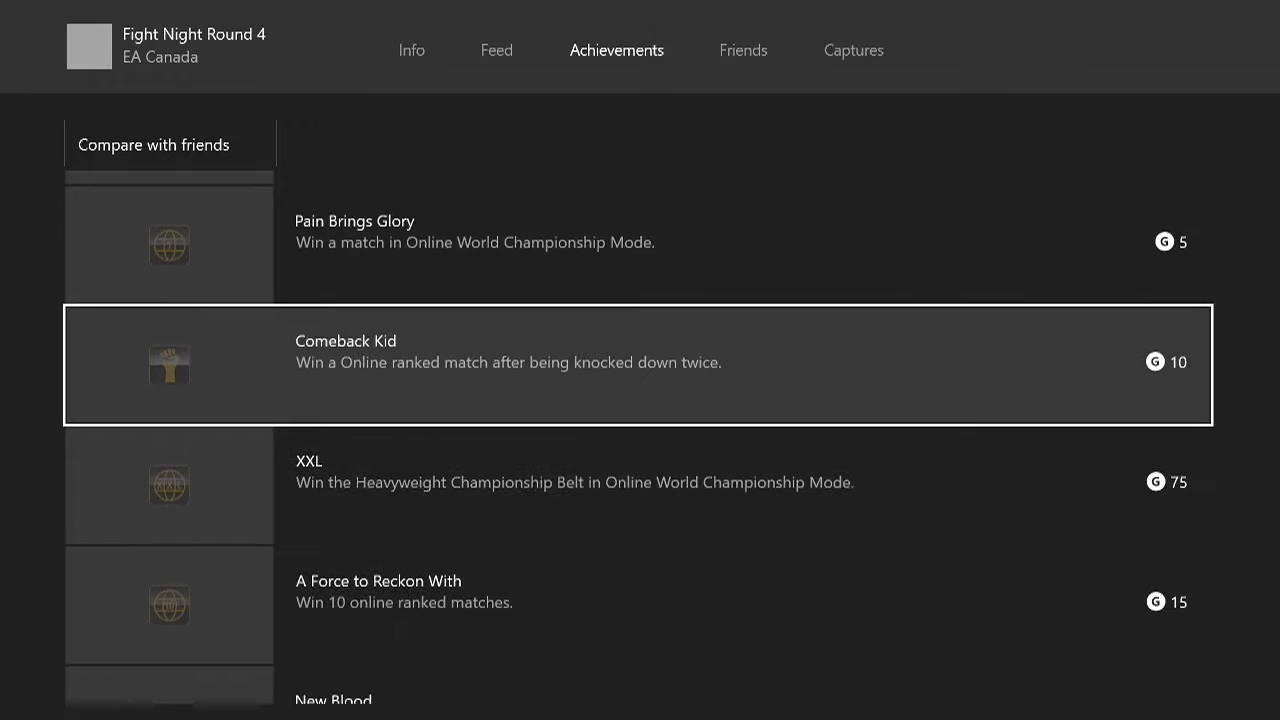 Fight Night Round 4
EA Canada
Info
Feed
Achievements
Friends
Captures
Compare with friends
Pain Brings Glory
Win a match in Online World Championship Mode.
G 5
Comeback Kid
Win a Online ranked match after being knocked down twice.
G 10
XXL
Win the Heavyweight Championship Belt in Online World Championship Mode.
G 75
A Force to Reckon With
Win 10 online ranked matches.
G 15
New Blood